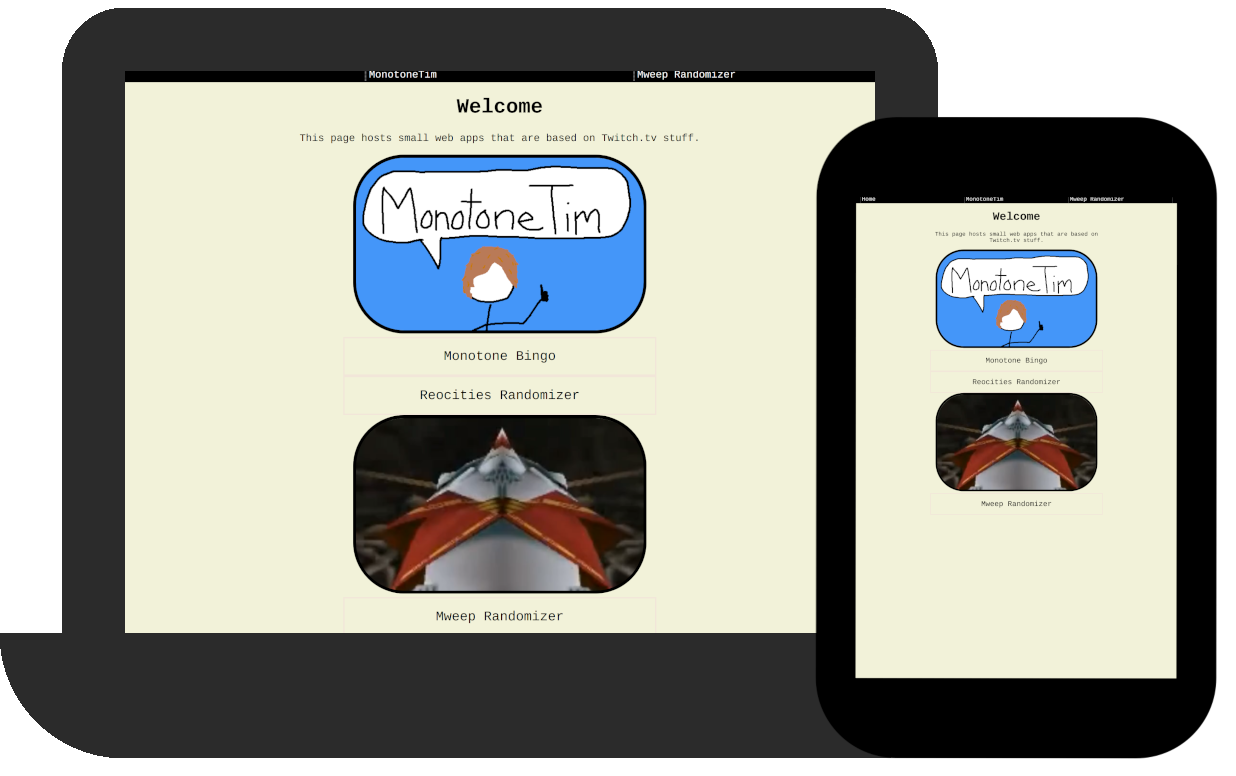 MonotoneTim
Mweep Randomizer
Welcome
This page hosts small web apps that are based on Twitch.tv stuff.
MonotoneTim
Monotone Bingo
Reocities Randomizer
Mweep Randomizer
Home
MonotoneTim
Mweep Randomizer
Welcome
This page hosts small web apps that are based on
Twitch.tv stuff.
MonotoneTim
Monotone Bingo
Reocities Randomizer
Mweep Randomizer